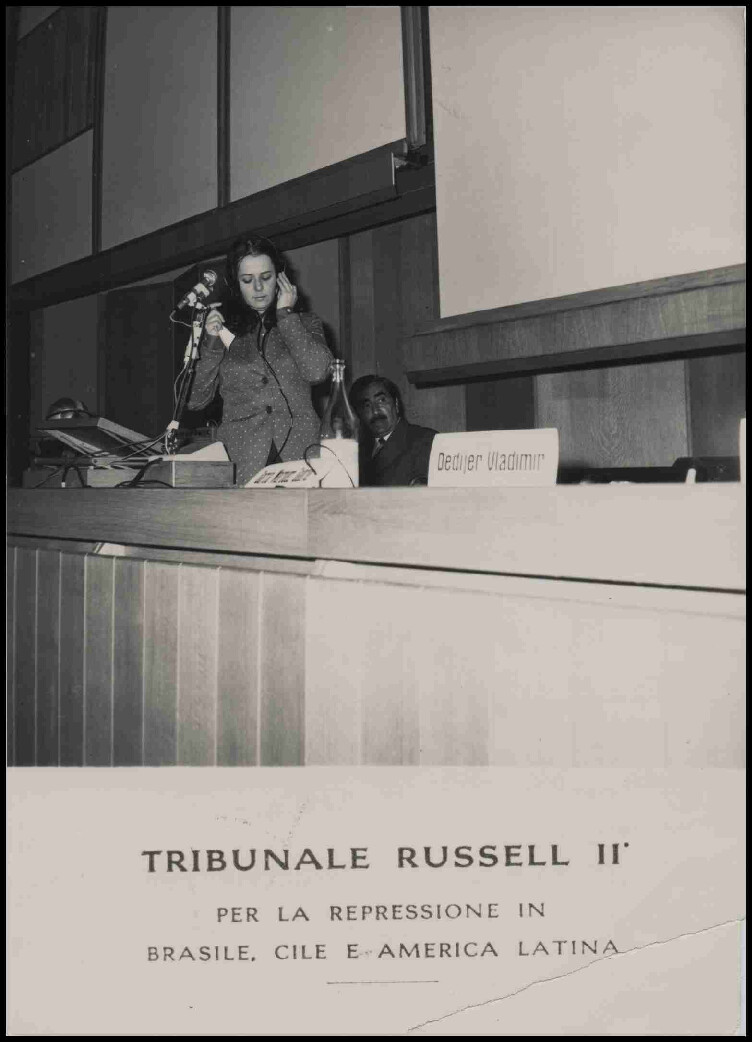 Dedijer Vladimir
TRIBUNALE RUSSELL II°
PER LA REPRESSIONE IN
BRASILE, CILE E AMERICA LATINA